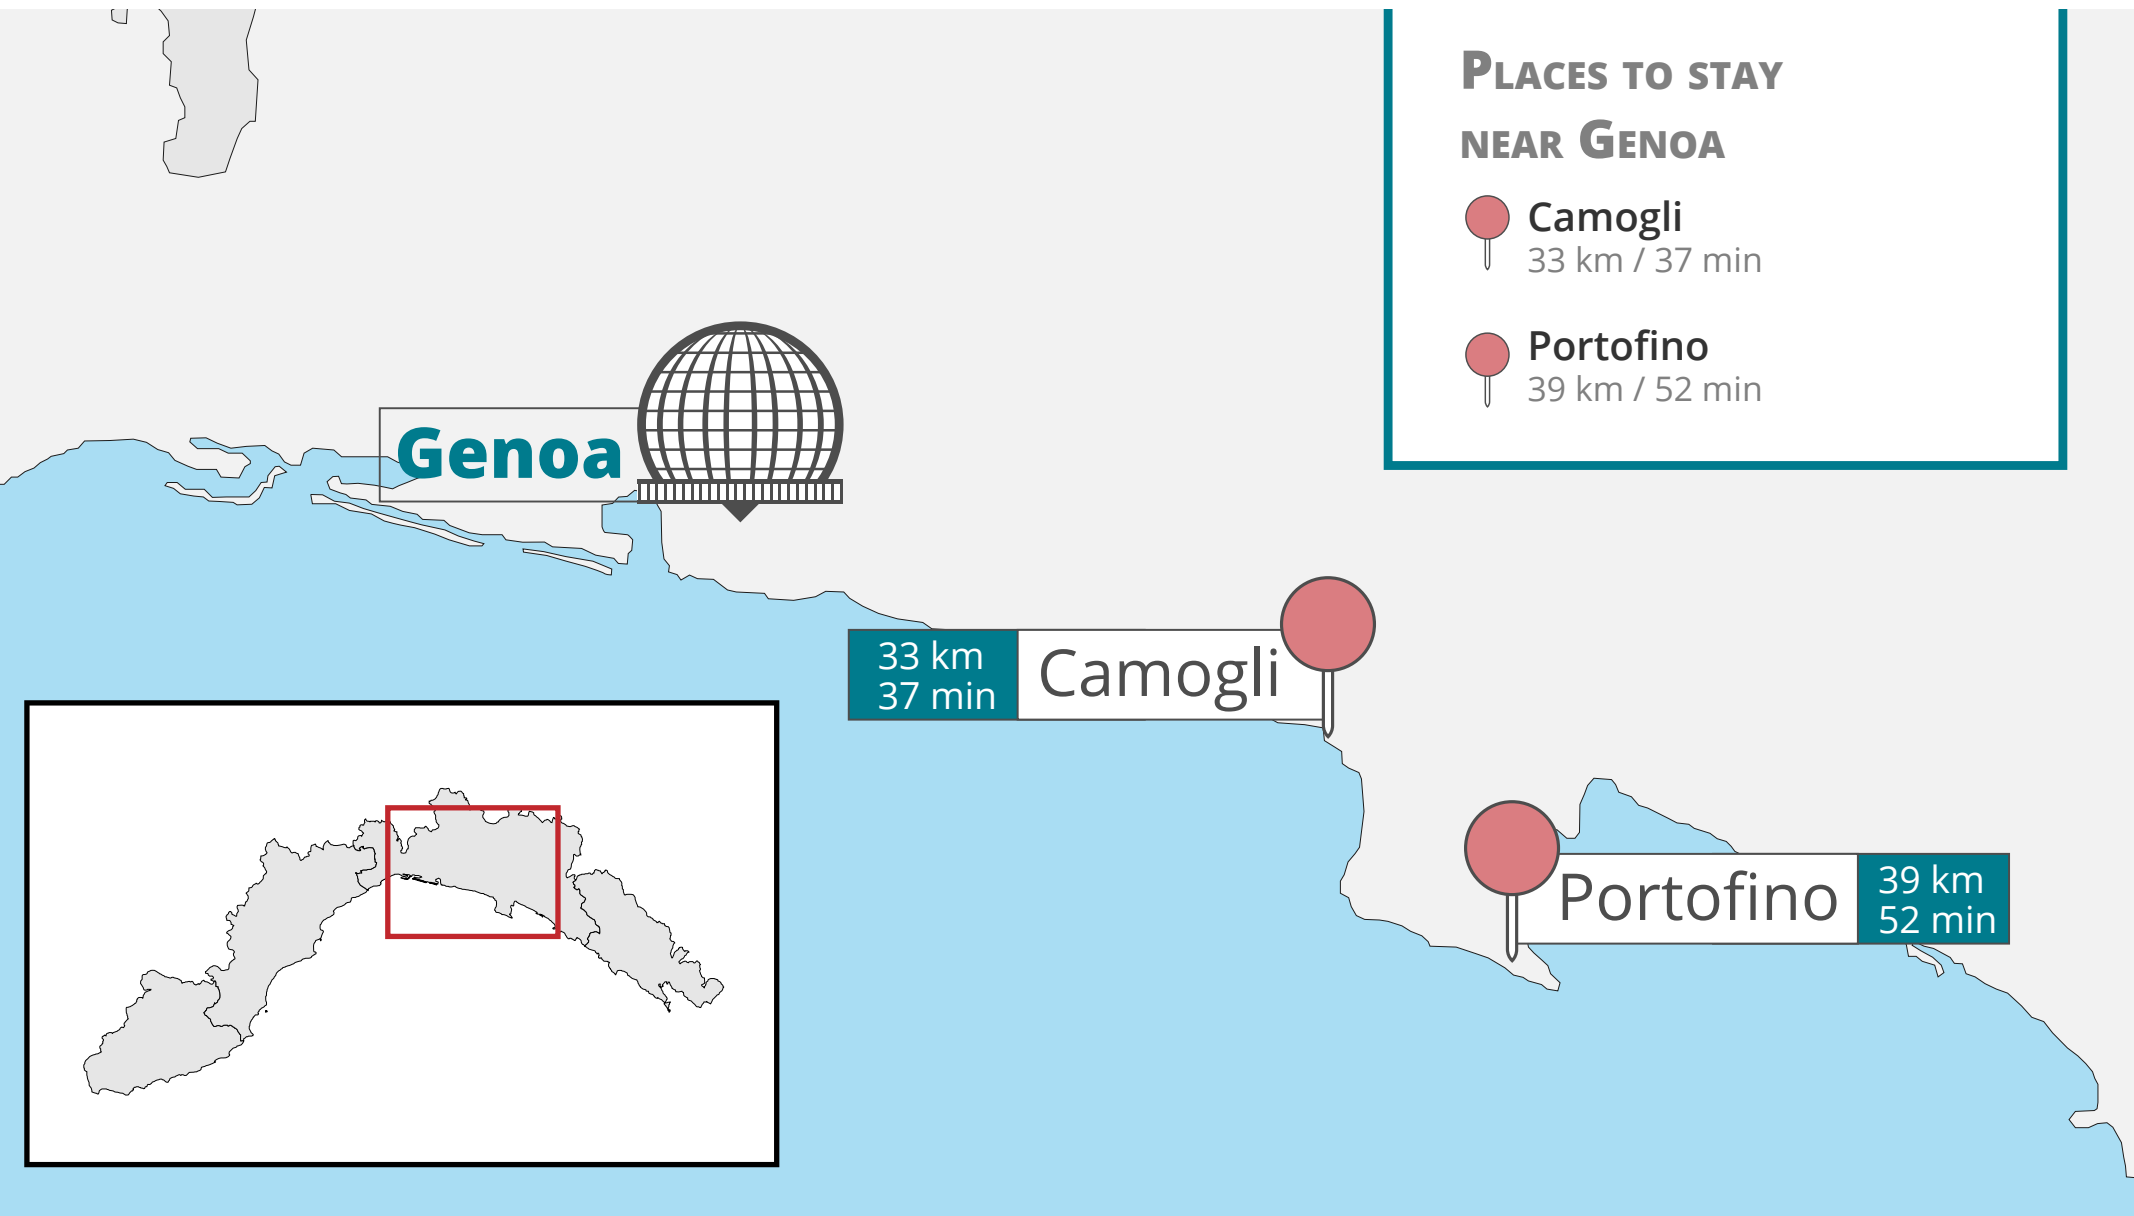 Places to stay
near Genoa
Camogli
33 km / 37 min
Portofino
39 km / 52 min
Genoa
33 km
37 min
Camogli
Portofino
39 km
52 min